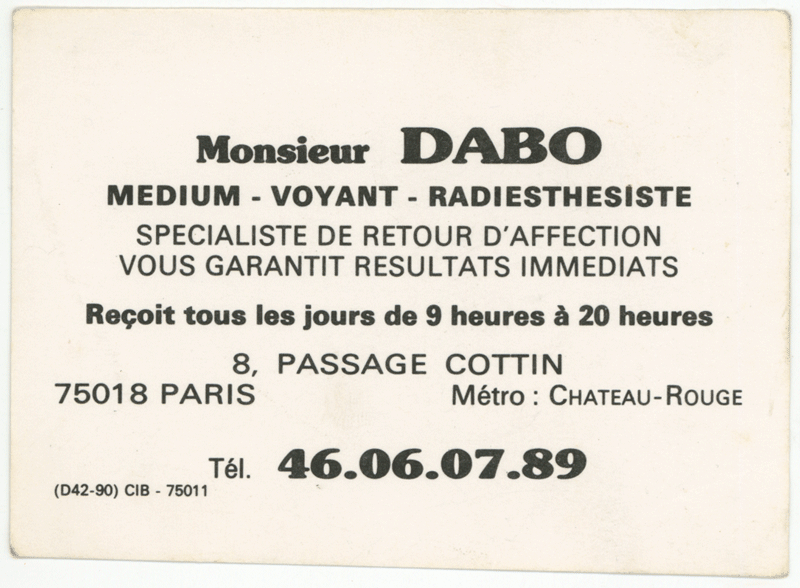 Monsieur DABO
MEDIUM - VOYANT - RADIESTHESISTE
SPECIALISTE DE RETOUR D'AFFECTION
VOUS GARANTIT RESULTATS IMMEDIATS
Reçoit tous les jours de 9 heures à 20 heures
8, PASSAGE COTTIN
75018 PARIS Métro : CHATEAU-ROUGE
Tél. 46.06.07.89
(D42-90) CIB - 75011